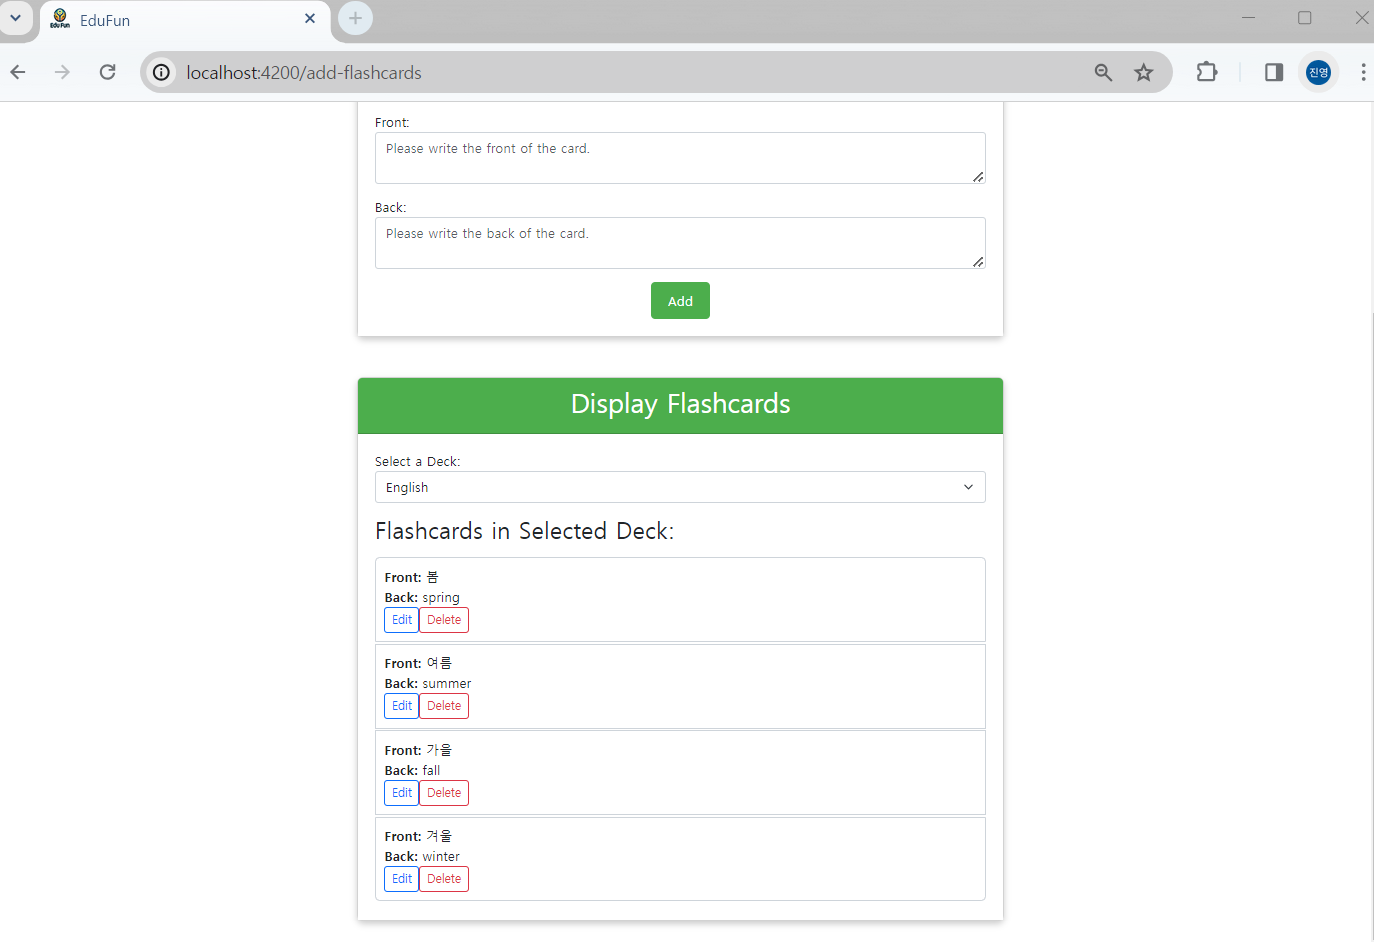 EduFun
localhost:4200/add-flashcards
진영
Front:
Please write the front of the card.
Back:
Please write the back of the card.
Add
Display Flashcards
Select a Deck:
English
Flashcards in Selected Deck:
Front: 봄
Back: spring
Edit Delete
Front: 여름
Back: summer
Edit Delete
Front: 가을
Back: fall
Edit Delete
Front: 겨울
Back: winter
Edit Delete